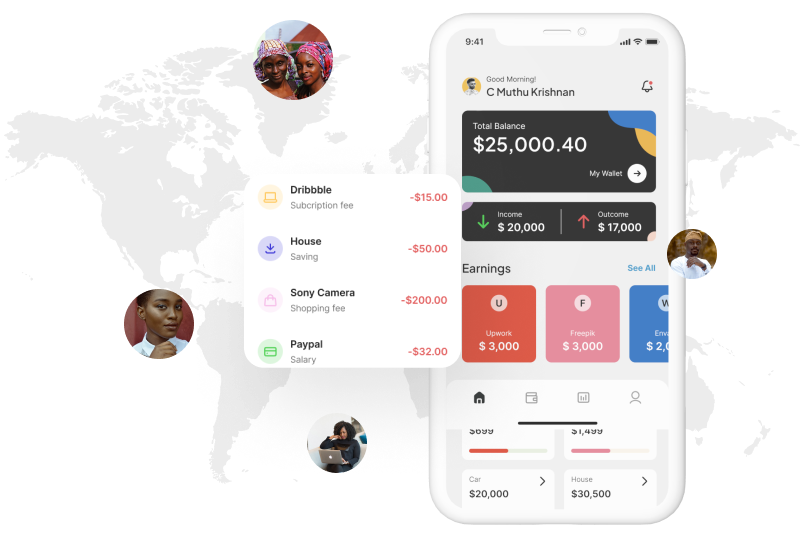 9:41
Good Morning!
C Muthu Krishnan
Total Balance
$25,000.40
My Wallet
Income
$ 20,000
Outcome
$ 17,000
Earnings
See All
U
Upwork
$ 3,000
F
Freepik
$ 3,000
W
Enva
$ 2,0
Dribbble
Subcription fee
-$15.00
House
Saving
-$50.00
Sony Camera
Shopping fee
-$200.00
Paypal
Salary
-$32.00
$699
$1,499
Car
$20,000
House
$30,500